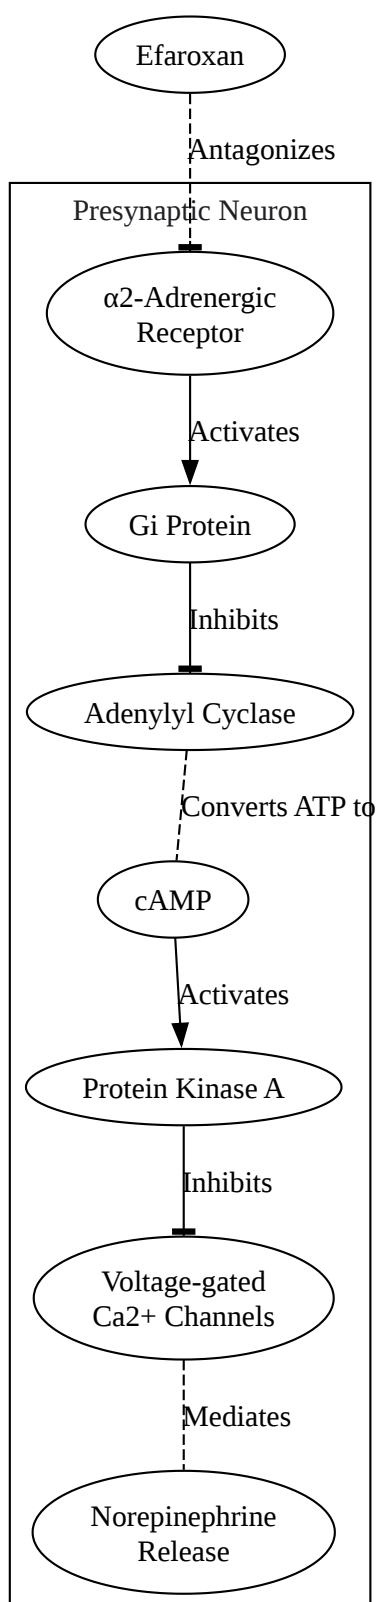 Efaroxan
Antagonizes
Presynaptic Neuron
α2-Adrenergic
Receptor
Activates
Gi Protein
Inhibits
Adenylyl Cyclase
Converts ATP to
cAMP
Activates
Protein Kinase A
Inhibits
Voltage-gated
Ca2+ Channels
Mediates
Norepinephrine
Release